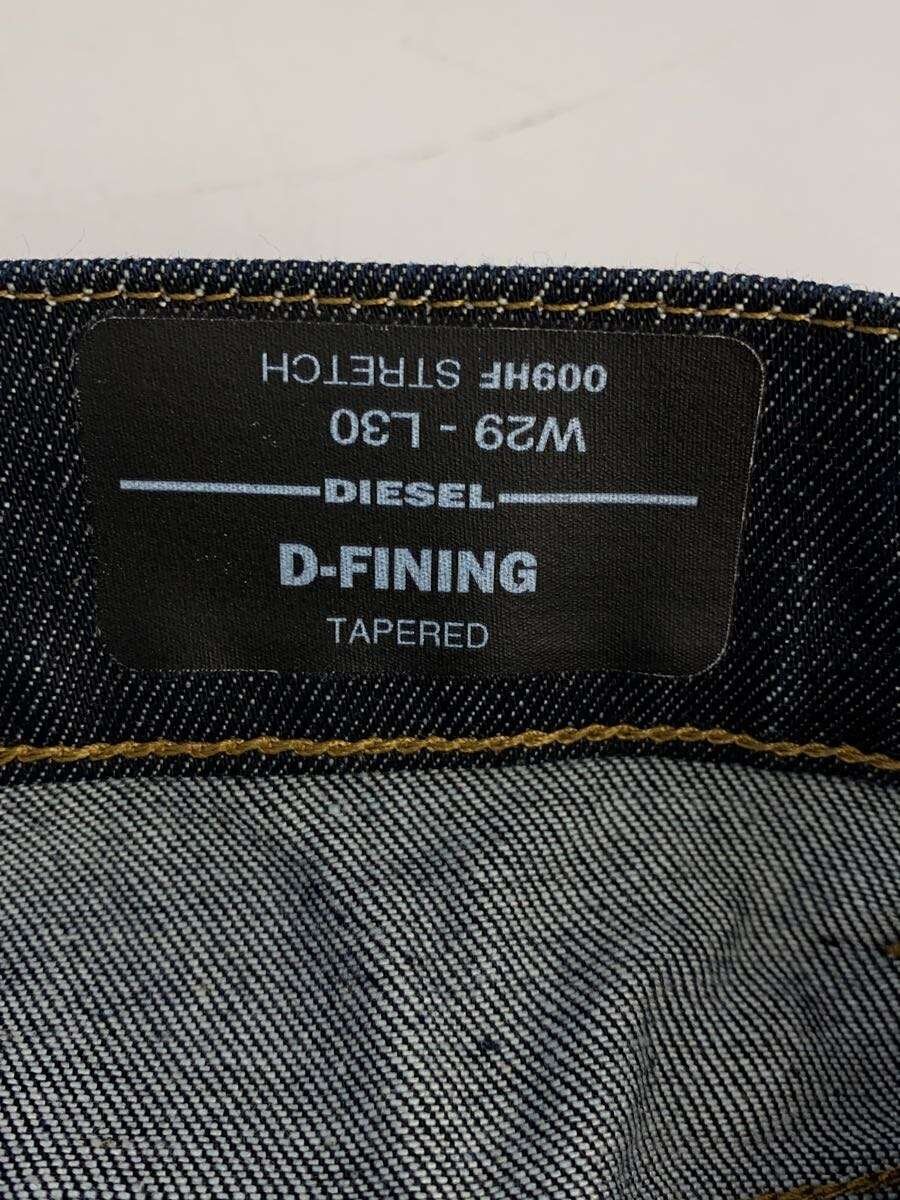 009HF STRETCH
W29 - L30
DIESEL
D-FINING
TAPERED